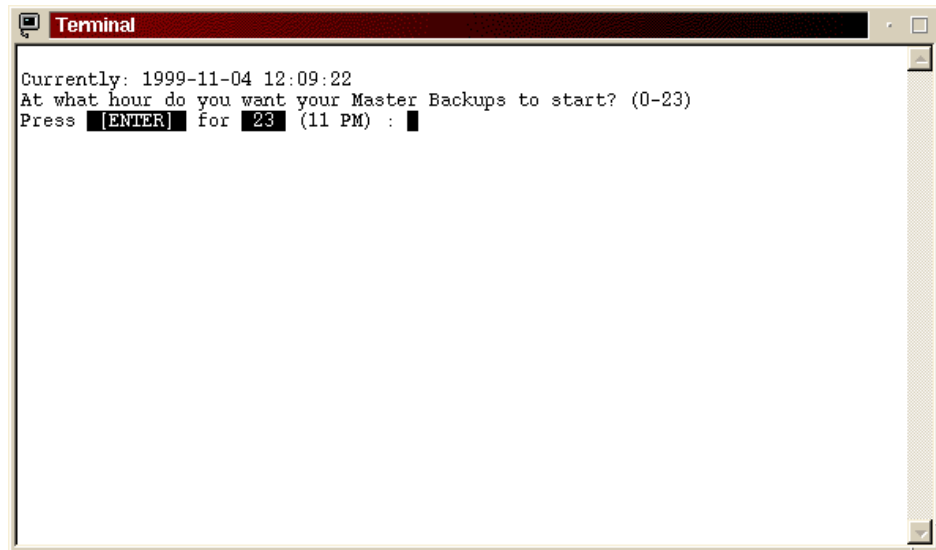 Terminal
Currently: 1999-11-04 12:09:22
At what hour do you want your Master Backups to start? (0-23)
Press [ENTER] for 23 (11 PM) :